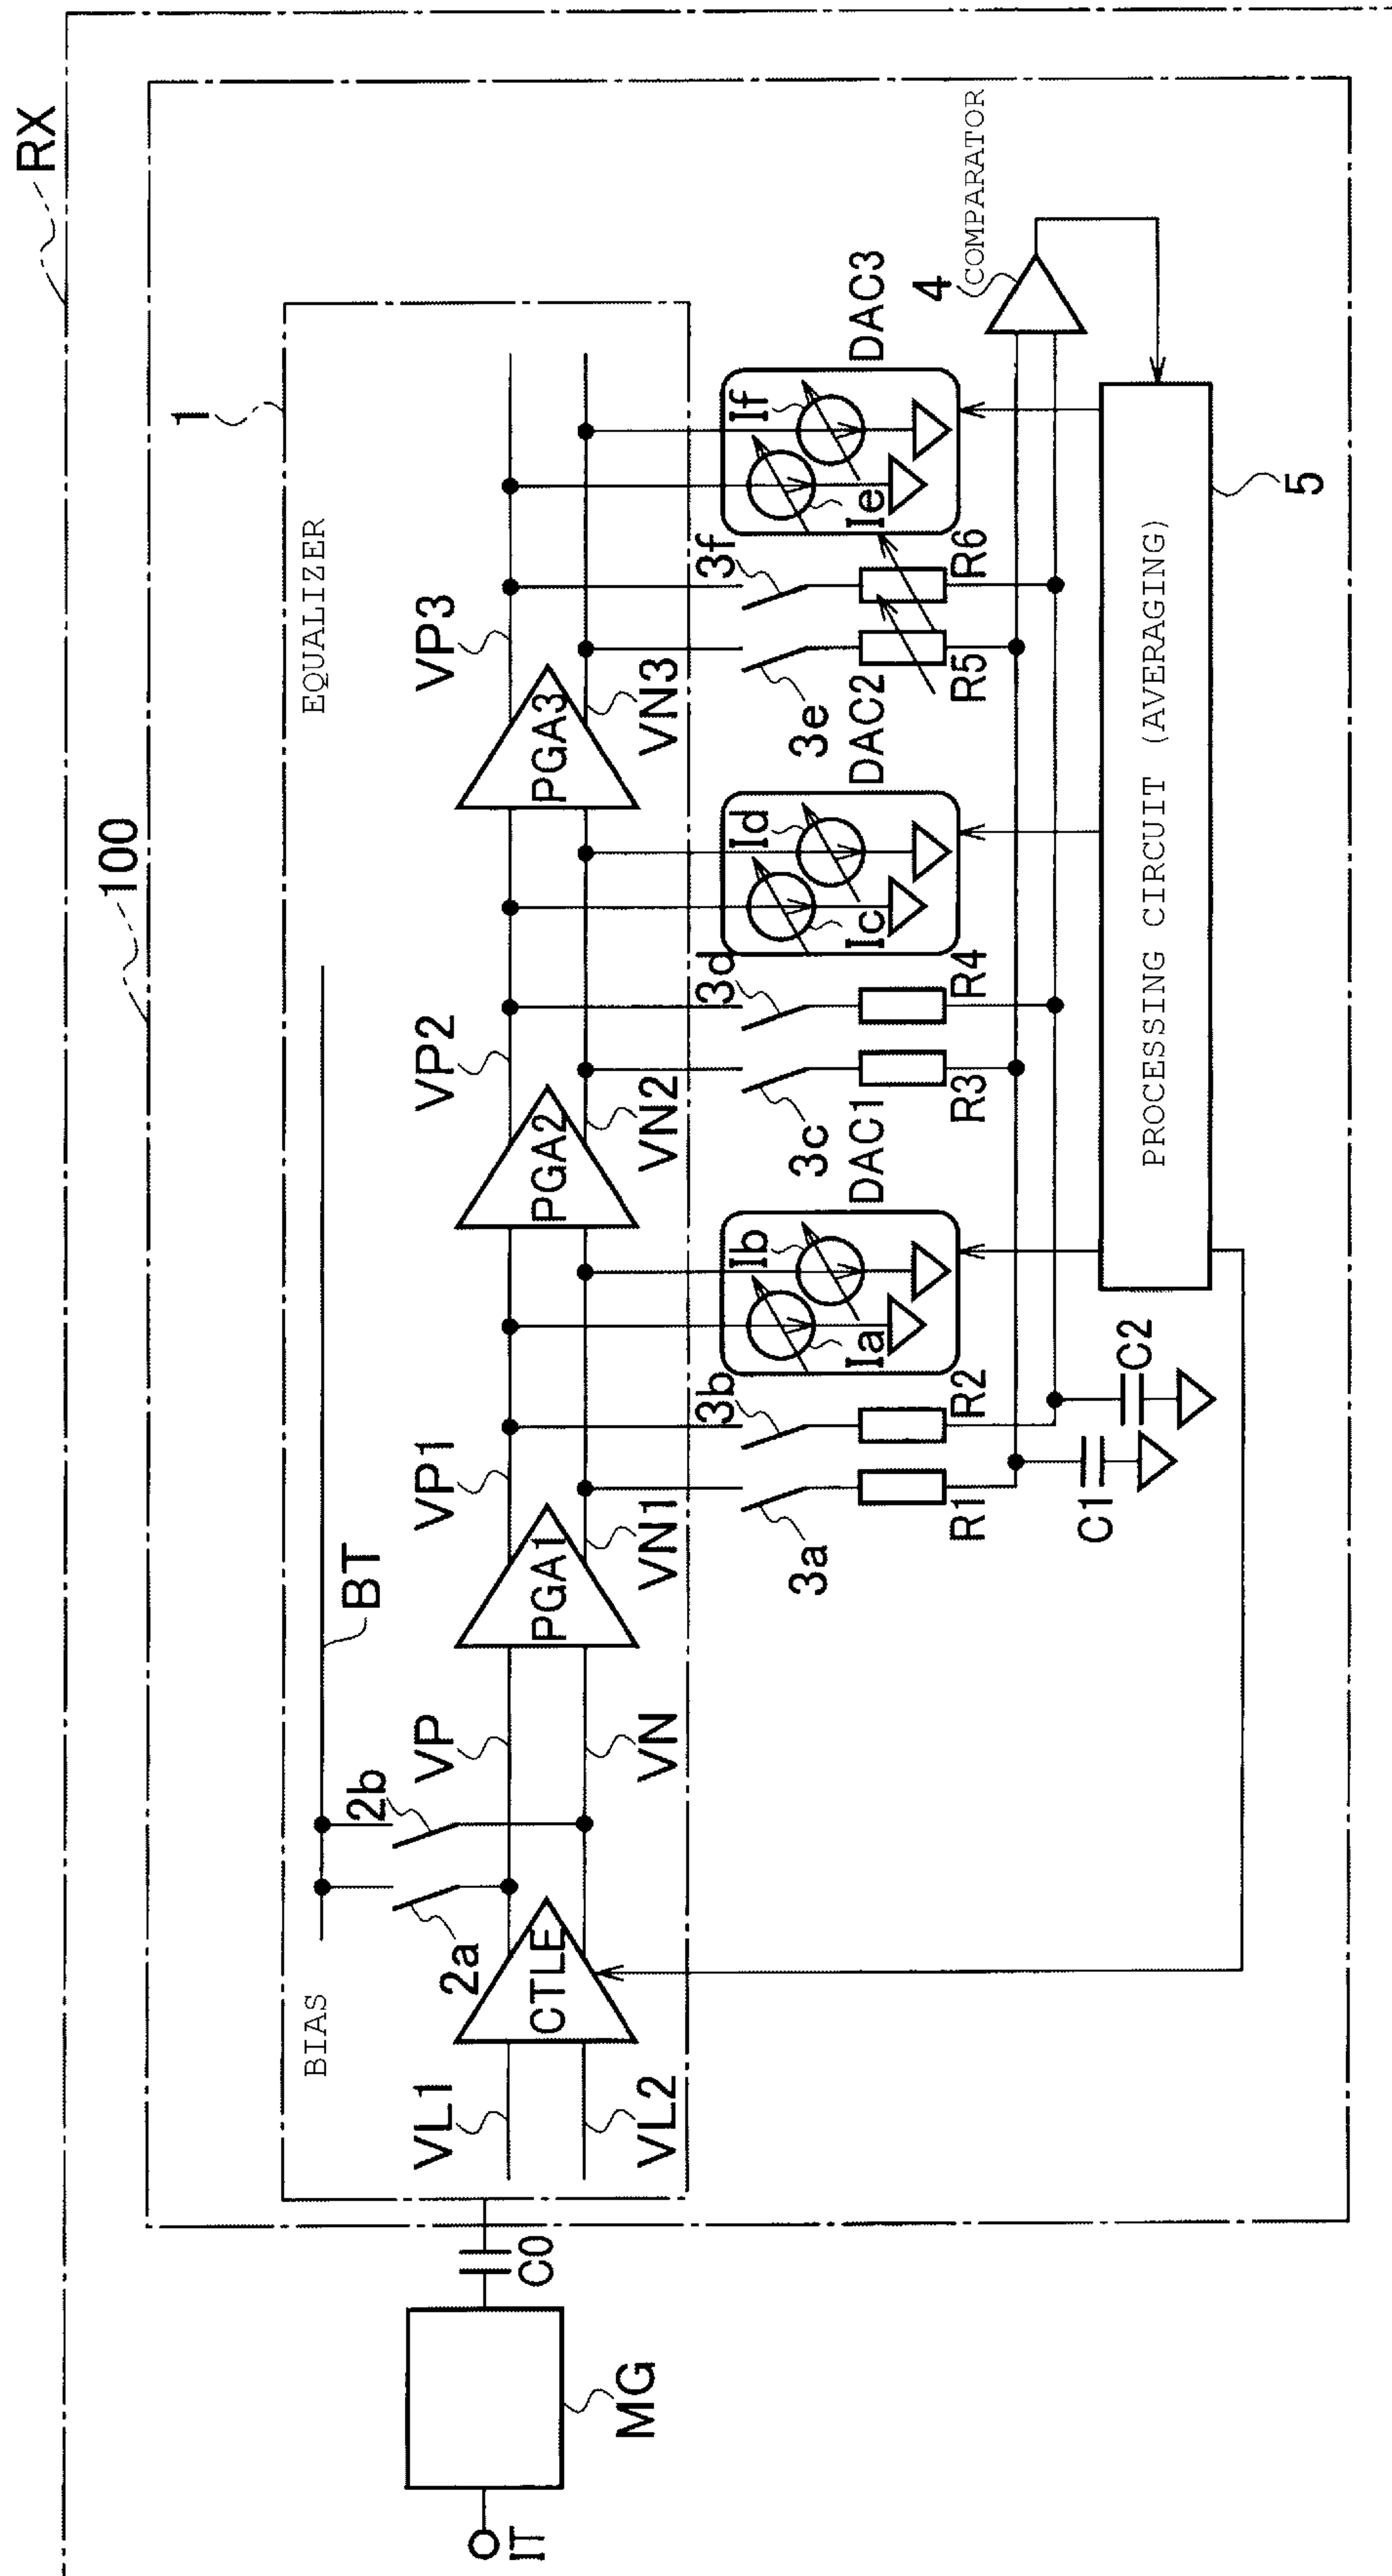 RX
100
1
EQUALIZER
BIAS
BT
2a
2b
VL1
VL2
CTLE
VP
VN
PGA1
VP1
VN1
PGA2
VP2
VN2
PGA3
VP3
VN3
IT
MG
C0
3a
3b
R1
R2
DAC1
Ia
Ib
3c
3d
R3
R4
DAC2
Ic
Id
3e
3f
R5
R6
DAC3
Ie
If
4
COMPARATOR
C1
C2
PROCESSING CIRCUIT (AVERAGING)
5